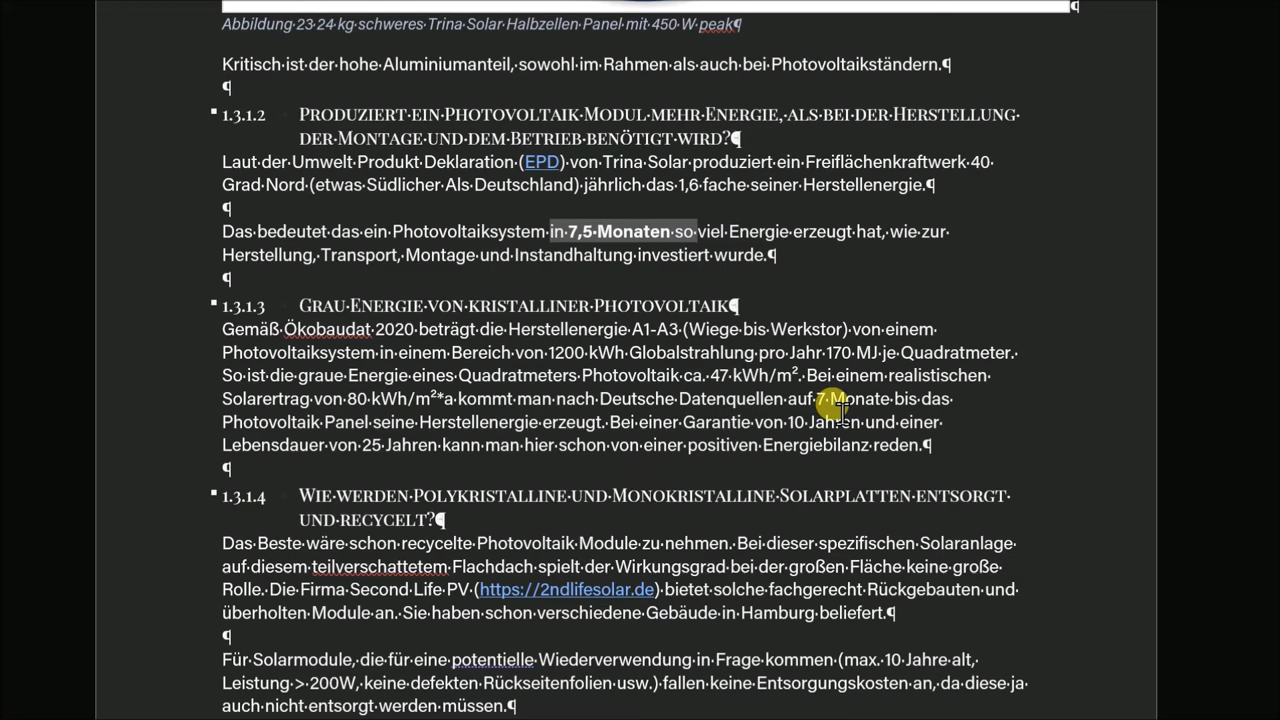 Abbildung 23 24 kg schweres Trina Solar Halbzellen Panel mit 450 W peak¶
Kritisch ist der hohe Aluminiumanteil, sowohl im Rahmen als auch bei Photovoltaikständern.¶
¶
1.3.1.2 Produziert ein Photovoltaik Modul mehr Energie, als bei der Herstellung
der Montage und dem Betrieb benötigt wird?¶
Laut der Umwelt Produkt Deklaration (EPD) von Trina Solar produziert ein Freiflächenkraftwerk 40
Grad Nord (etwas Südlicher Als Deutschland) jährlich das 1,6 fache seiner Herstellenergie.¶
¶
Das bedeutet das ein Photovoltaiksystem in 7,5 Monaten so viel Energie erzeugt hat, wie zur
Herstellung, Transport, Montage und Instandhaltung investiert wurde.¶
¶
1.3.1.3 Grau Energie von kristalliner Photovoltaik¶
Gemäß Ökobaudat 2020 beträgt die Herstellenergie A1-A3 (Wiege bis Werkstor) von einem
Photovoltaiksystem in einem Bereich von 1200 kWh Globalstrahlung pro Jahr 170 MJ je Quadratmeter.
So ist die graue Energie eines Quadratmeters Photovoltaik ca. 47 kWh/m². Bei einem realistischen
Solarertrag von 80 kWh/m²*a kommt man nach Deutsche Datenquellen auf 7 Monate bis das
Photovoltaik Panel seine Herstellenergie erzeugt. Bei einer Garantie von 10 Jahren und einer
Lebensdauer von 25 Jahren kann man hier schon von einer positiven Energiebilanz reden.¶
¶
1.3.1.4 Wie werden Polykristalline und Monokristalline Solarplatten entsorgt
und recycelt?¶
Das Beste wäre schon recycelte Photovoltaik Module zu nehmen. Bei dieser spezifischen Solaranlage
auf diesem teilverschattetem Flachdach spielt der Wirkungsgrad bei der großen Fläche keine große
Rolle. Die Firma Second Life PV (https://2ndlifesolar.de) bietet solche fachgerecht Rückgebauten und
überholten Module an. Sie haben schon verschiedene Gebäude in Hamburg beliefert.¶
¶
Für Solarmodule, die für eine potentielle Wiederverwendung in Frage kommen (max. 10 Jahre alt,
Leistung > 200W, keine defekten Rückseitenfolien usw.) fallen keine Entsorgungskosten an, da diese ja
auch nicht entsorgt werden müssen.¶